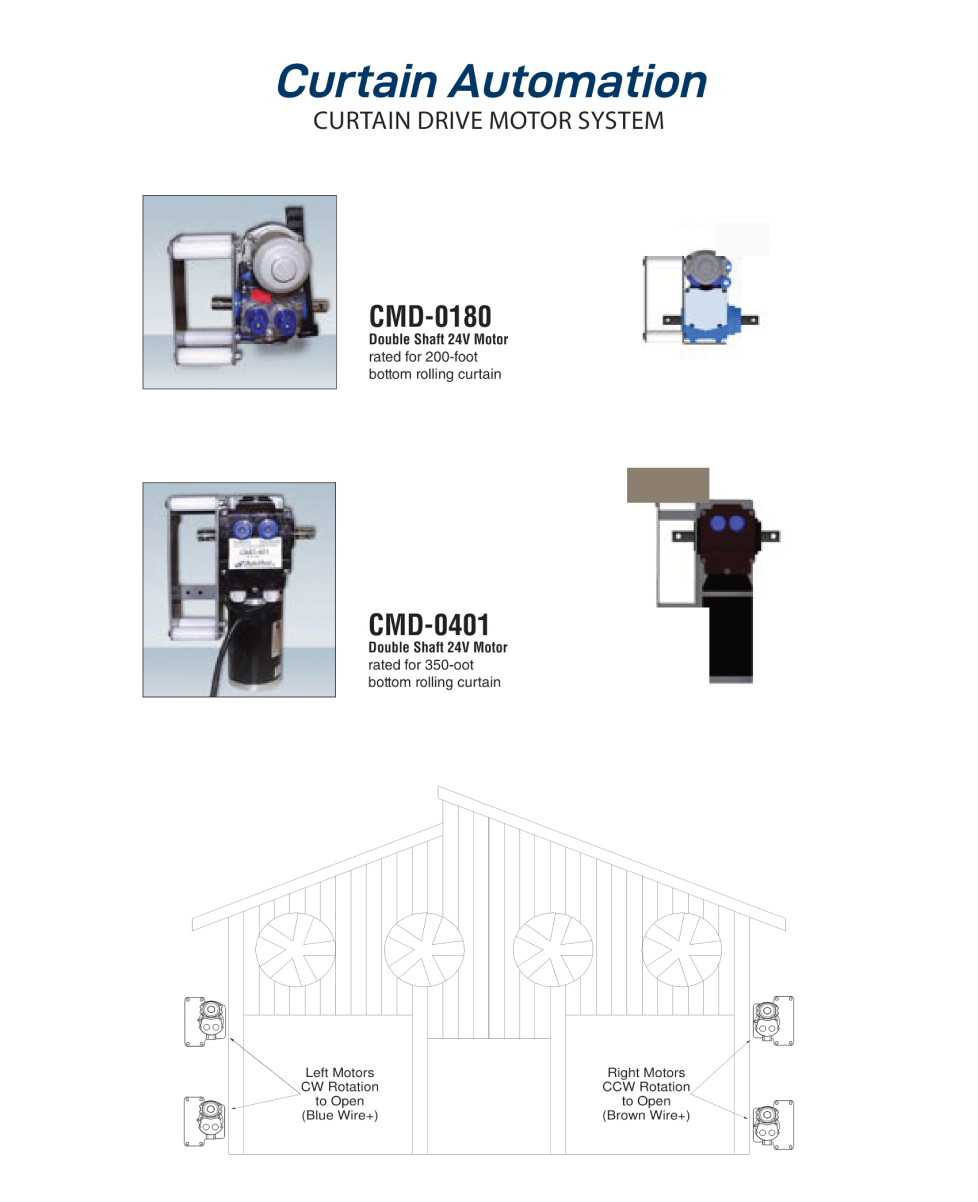 Curtain Automation
CURTAIN DRIVE MOTOR SYSTEM
CMD-0180
Double Shaft 24V Motor
rated for 200-foot
bottom rolling curtain
CMD-0401
Double Shaft 24V Motor
rated for 350-oot
bottom rolling curtain
Left Motors
CW Rotation
to Open
(Blue Wire+)
Right Motors
CCW Rotation
to Open
(Brown Wire+)